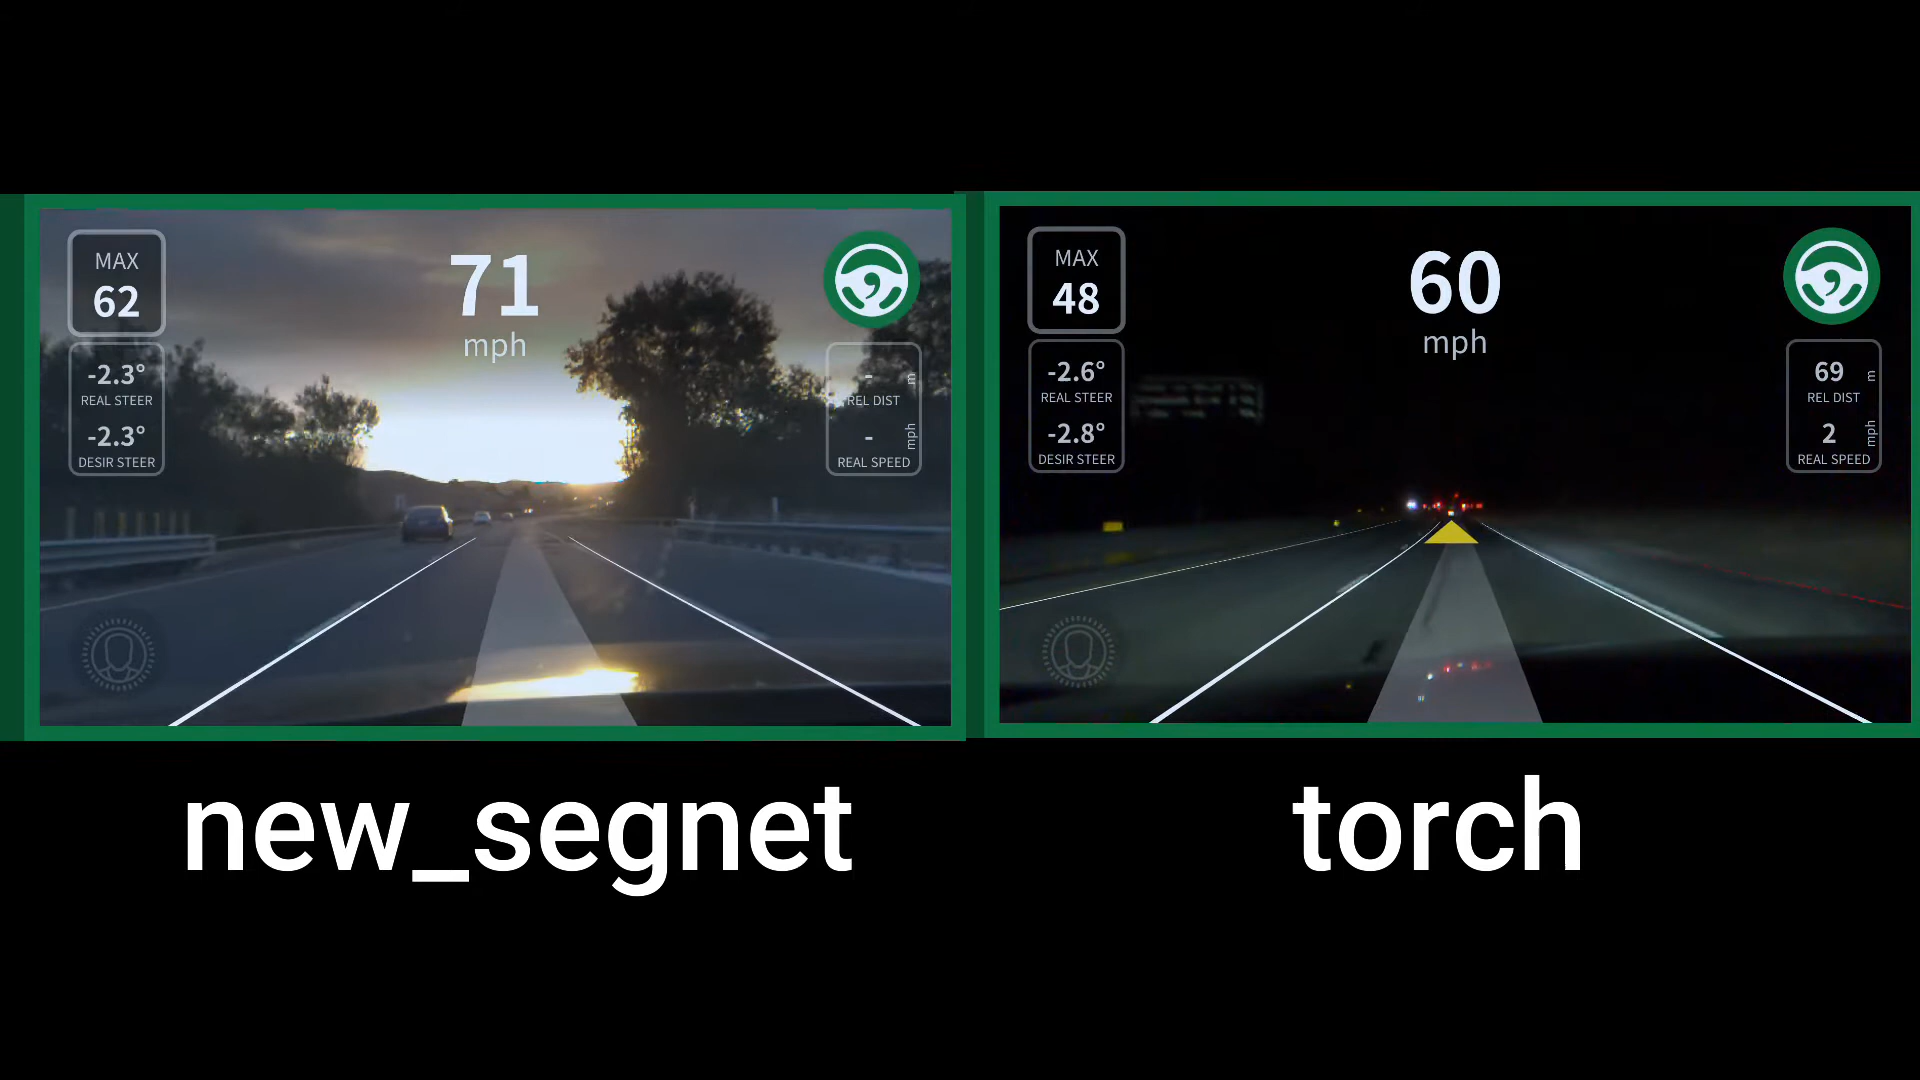 MAX
62
71
mph
-2.3°
REAL STEER
-2.3°
DESIR STEER
-
m
REL DIST
-
mph
REAL SPEED
MAX
48
60
mph
-2.6°
REAL STEER
-2.8°
DESIR STEER
69
m
REL DIST
2
mph
REAL SPEED
new_segnet
torch